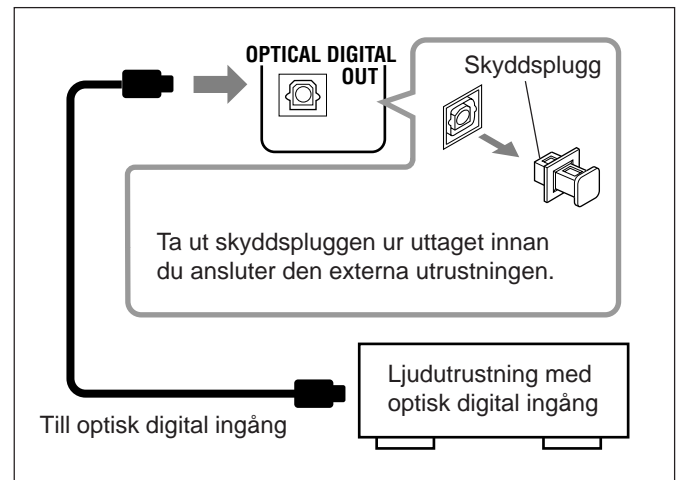 OPTICAL DIGITAL
OUT
Skyddsplugg
Ta ut skyddspluggen ur uttaget innan
du ansluter den externa utrustningen.
Ljudutrustning med
optisk digital ingång
Till optisk digital ingång